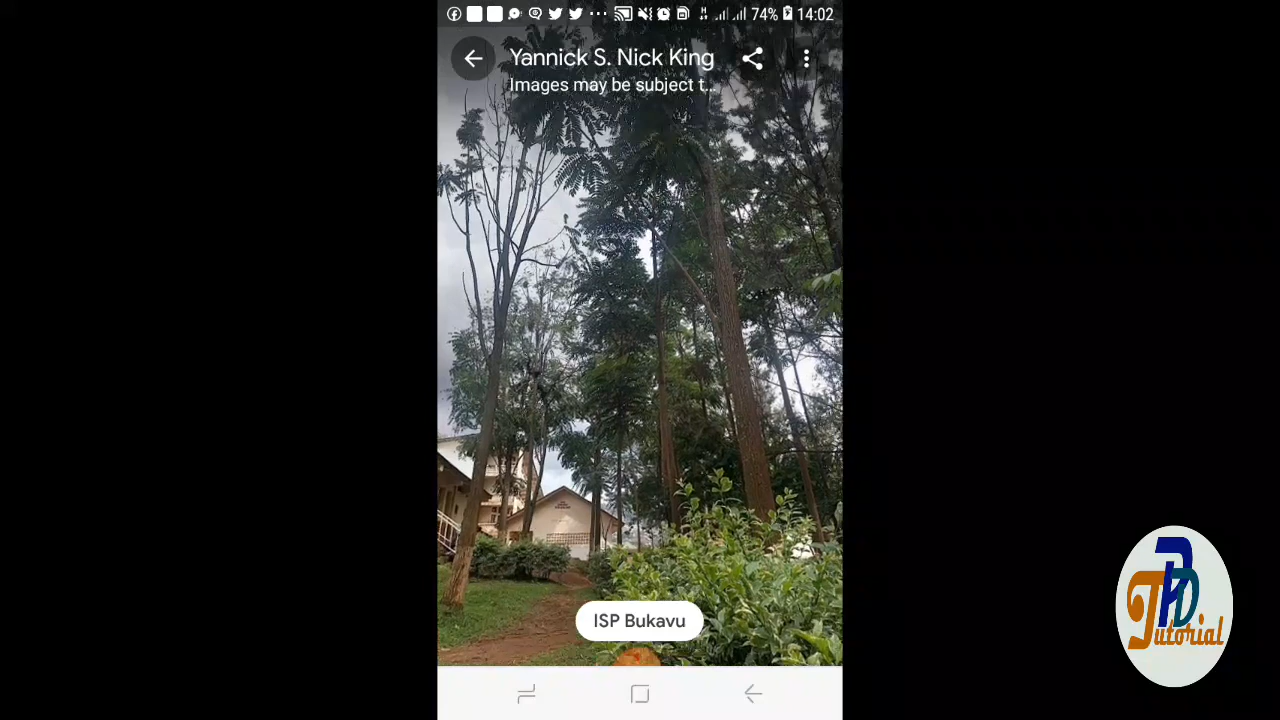 74% 14:02
Yannick S. Nick King
Images may be subject t...
ISP Bukavu
Tutorial